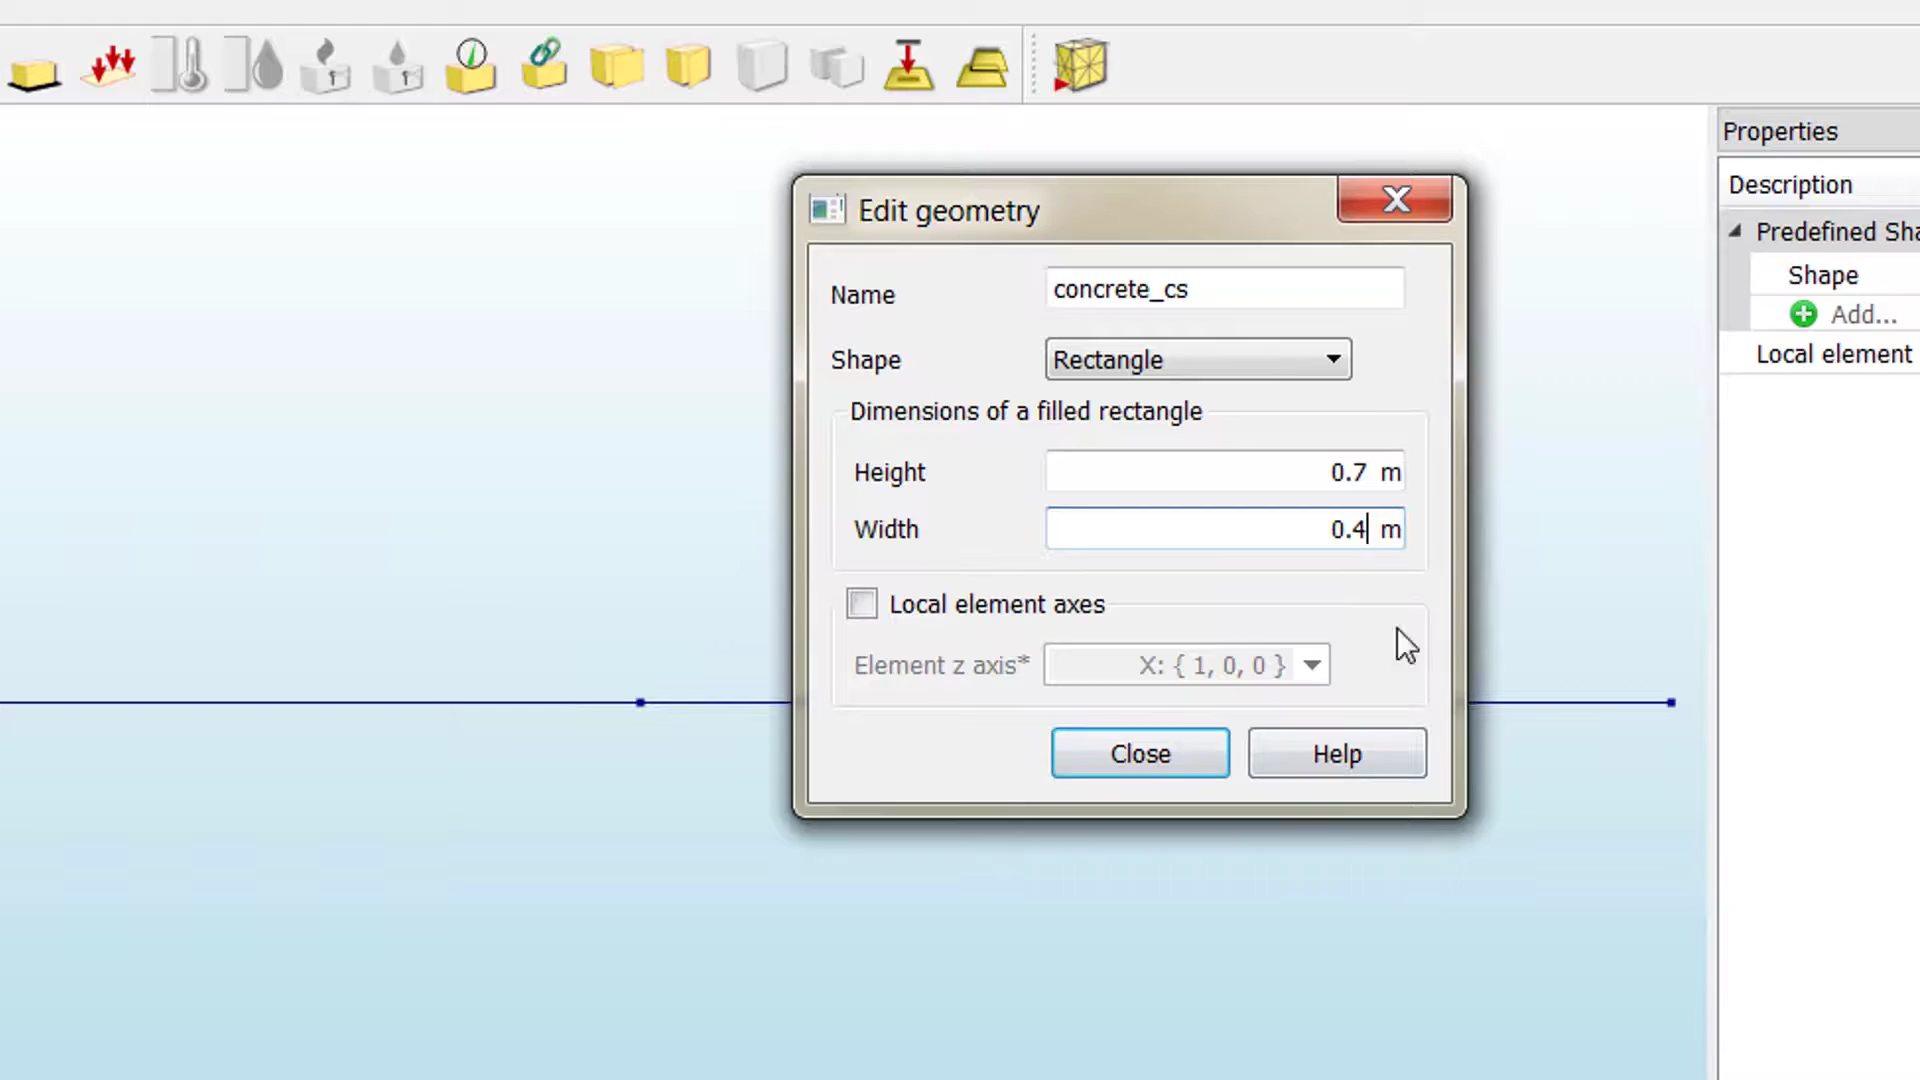 Properties
Description
Predefined Sha
Shape
Add...
Local element
Edit geometry
Name
concrete_cs
Shape
Rectangle
Dimensions of a filled rectangle
Height
0.7 m
Width
0.4 m
Local element axes
Element z axis*
X: { 1, 0, 0 }
Close
Help